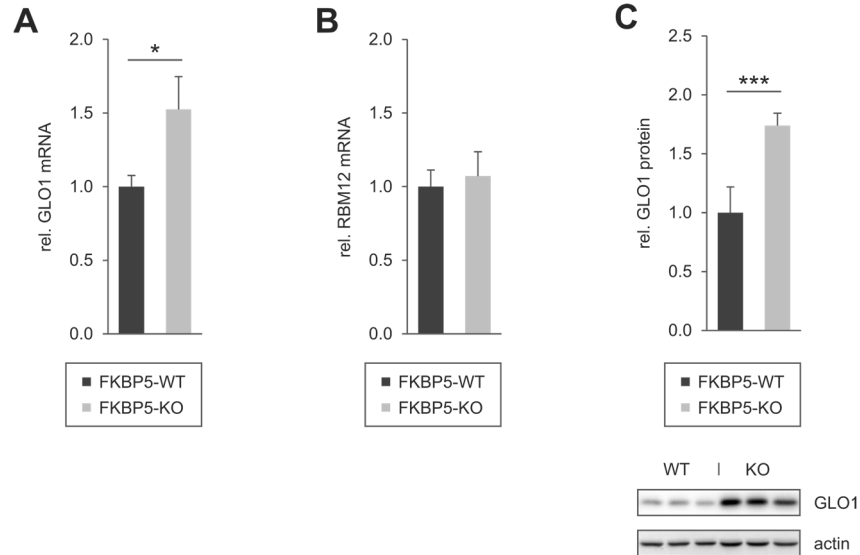 A
2.0
1.5
1.0
0.5
0.0
rel. GLO1 mRNA
*
FKBP5-WT
FKBP5-KO
B
2.0
1.5
1.0
0.5
0.0
rel. RBM12 mRNA
FKBP5-WT
FKBP5-KO
C
2.5
2.0
1.5
1.0
0.5
0.0
rel. GLO1 protein
***
FKBP5-WT
FKBP5-KO
WT | KO
GLO1
actin